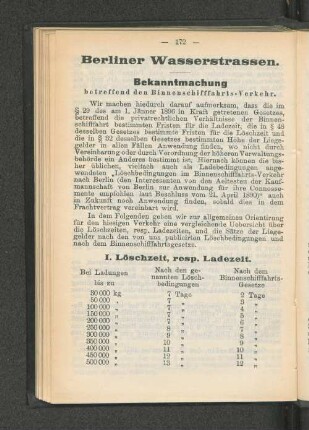 — 172 —
Berliner Wasserstrassen.
Bekanntmachung
betreffend den Binnenschifffahrts-Verkehr.
Wir machen hiedurch darauf aufmerksam, dass die in
§ 29 des am 1. Jänner 1896 in Kraft getretenen Gesetzes,
betreffend die privatrechtlichen Verhältnisse der Binnen-
schifffahrt bestimmten Fristen für die Ladezeit, die in § 48
desselben Gesetzes bestimmte Fristen für die Löschzeit und
die in § 32 desselben Gesetzes bestimmten Höhe der Liege-
gelder in allen Fällen Anwendung finden, wo nicht durch
Vereinbarung oder durch Verordnung der höheren Verwaltungs-
behörde ein Anderes bestimmt ist. Hiernach können die bis-
her üblichen, vielfach auch als Ladebedingungen ange-
wendeten „Löschbedingungen im Binnenschifffahrts-Verkehr
nach Berlin (den Interessenten von den Aeltesten der Kauf-
mannschaft von Berlin zur Anwendung für ihre Connosse-
mente empfohlen laut Beschluss vom 21. April 1890)" auch
in Zukunft noch Anwendung finden, sobald dies in dem
Frachtvertrag vereinbart wird.
In dem Folgenden geben wir zur allgemeinen Orientirung
für den hiesigen Verkehr eine vergleichende Uebersicht über
die Löschzeiten, resp. Ladezeiten, und die Sätze der Liege-
gelder nach den von uns publicirten Bedingungen und nach
dem Binnenschifffahrtsgesetze.
I. Löschzeit, resp. Ladezeit.
Bei Ladungen Nach den ge- Nach dem
nannten Lösch- Binnenschifffahrts-
bis zu bedingungen Gesetze
30 000 kg 7 Tage 2 Tage
50 000 „ 7 „ 3 „
100 000 „ 7 „ 4 „
150 000 „ 7 „ 5 „
200 000 „ 8 „ 6 „
250 000 „ 9 „ 7 „
300 000 „ 9 „ 8 „
350 000 „ 10 „ 9 „
400 000 „ 11 „ 10 „
450 000 „ 12 „ 11 „
500 000 „ 13 „ 12 „